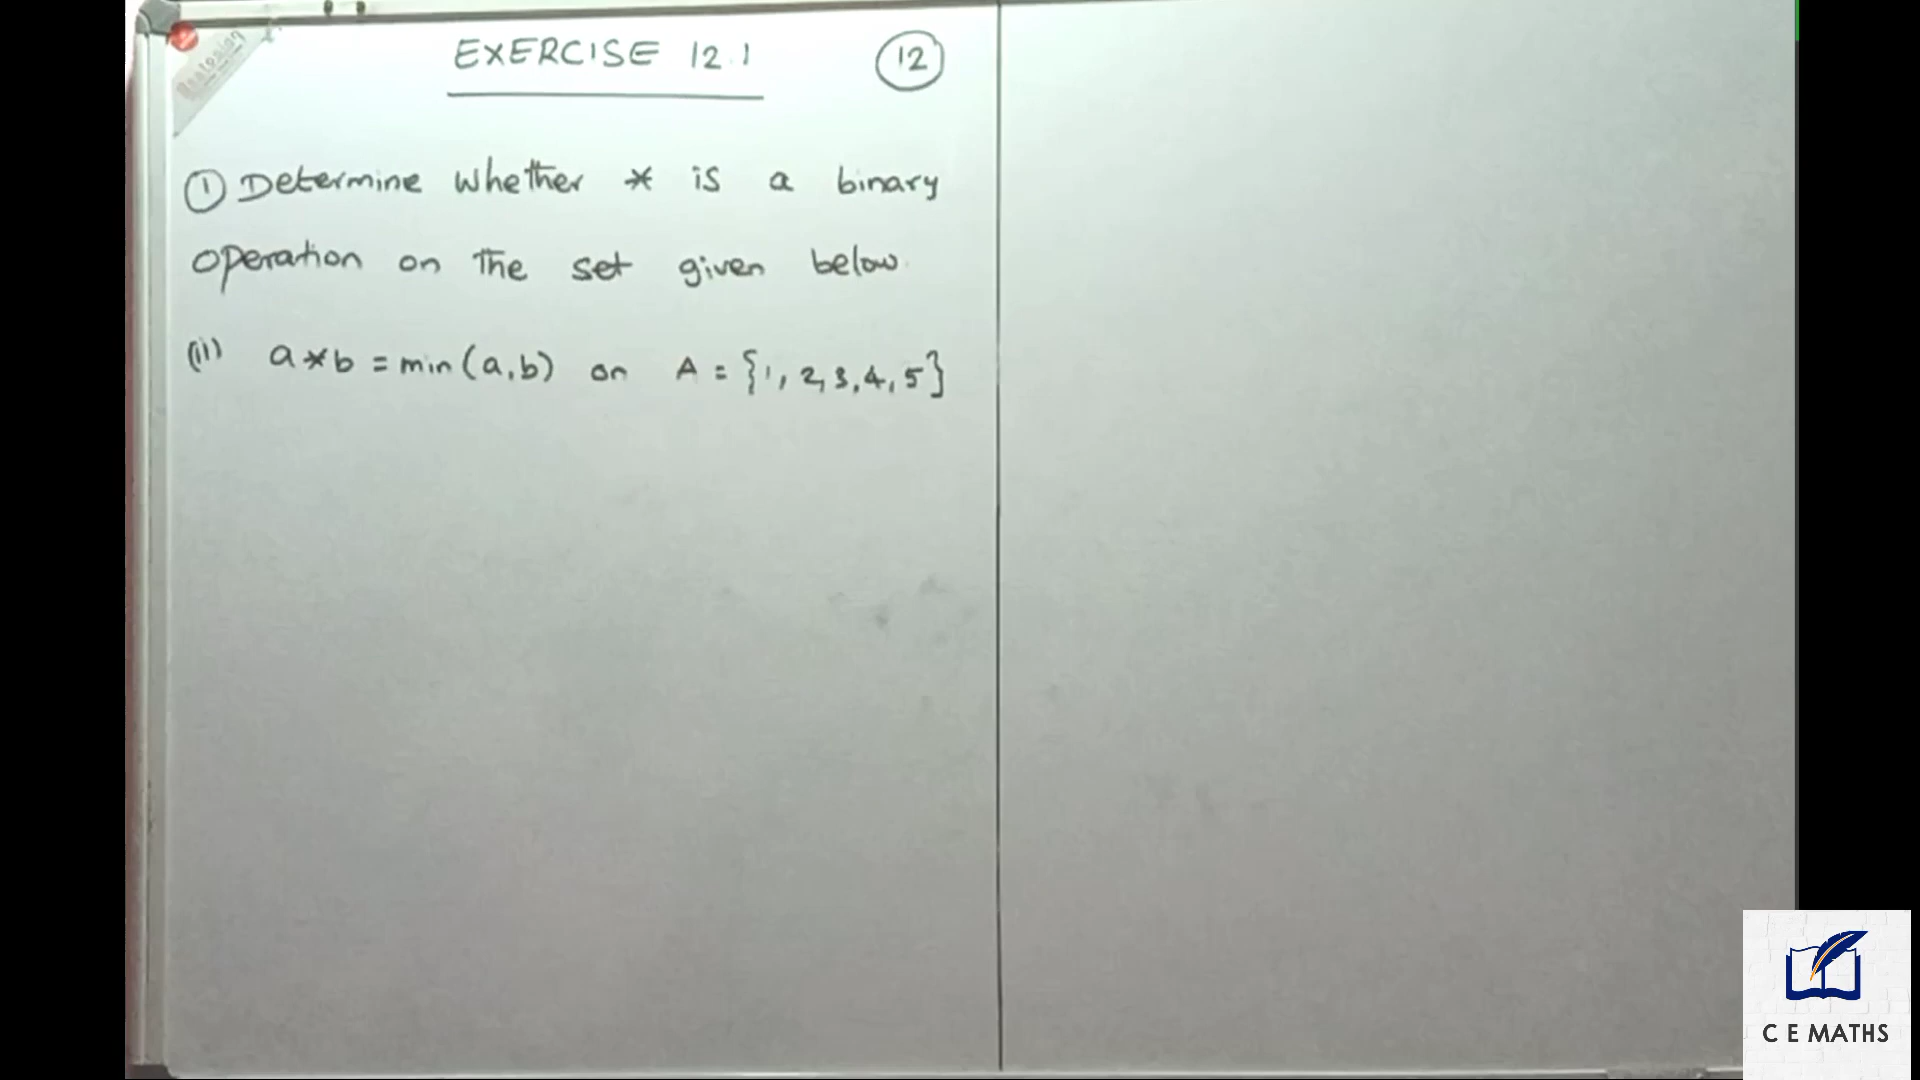 EXERCISE 12.1
12
① Determine whether * is a binary
operation on the set given below.
(ii) a * b = min(a, b) on A = {1, 2, 3, 4, 5}
C E MATHS